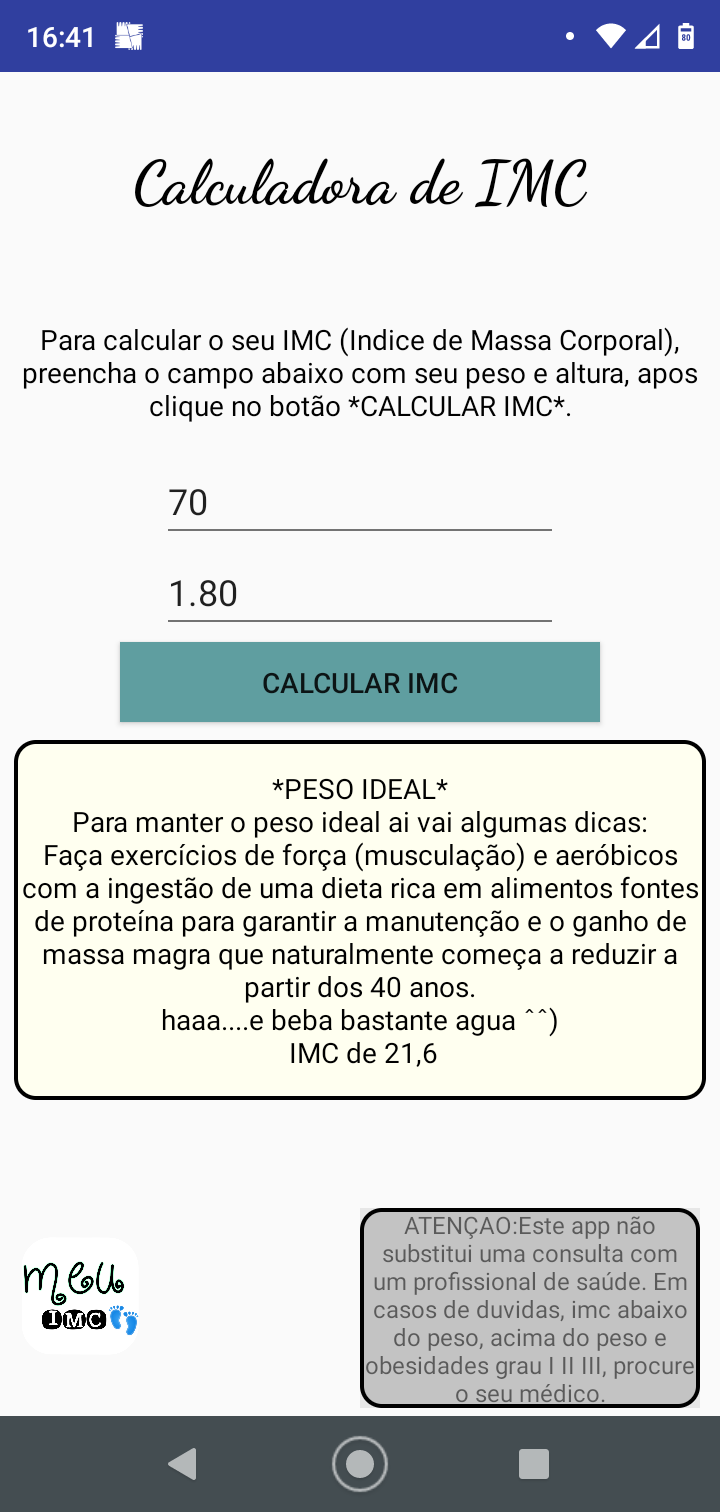 16:41
80
Calculadora de IMC
Para calcular o seu IMC (Indice de Massa Corporal),
preencha o campo abaixo com seu peso e altura, apos
clique no botão *CALCULAR IMC*.
70
1.80
CALCULAR IMC
*PESO IDEAL*
Para manter o peso ideal ai vai algumas dicas:
Faça exercícios de força (musculação) e aeróbicos
com a ingestão de uma dieta rica em alimentos fontes
de proteína para garantir a manutenção e o ganho de
massa magra que naturalmente começa a reduzir a
partir dos 40 anos.
haaa....e beba bastante agua ^^)
IMC de 21,6
meu
IMC
ATENÇAO:Este app não
substitui uma consulta com
um profissional de saúde. Em
casos de duvidas, imc abaixo
do peso, acima do peso e
obesidades grau I II III, procure
o seu médico.